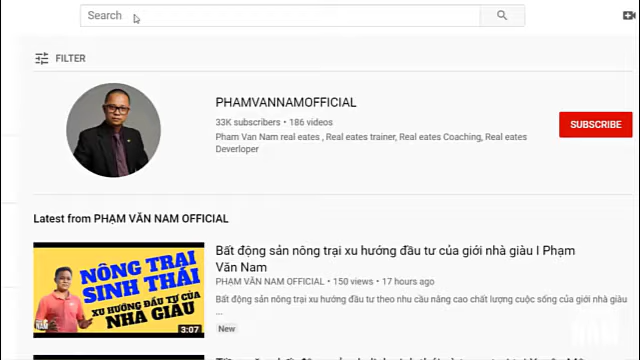 Search
FILTER
PHAMVANNAMOFFICIAL
33K subscribers • 186 videos
Pham Van Nam real eates , Real eates trainer, Real eates Coaching, Real eates
Deverloper
SUBSCRIBE
Latest from PHẠM VĂN NAM OFFICIAL
NÔNG TRẠI
SINH THÁI
XU HƯỚNG ĐẦU TƯ CỦA
NHÀ GIÀU
3:07
Bất động sản nông trại xu hướng đầu tư của giới nhà giàu I Phạm
Văn Nam
PHẠM VĂN NAM OFFICIAL • 150 views • 17 hours ago
Bất động sản nông trại xu hướng đầu tư theo nhu cầu nâng cao chất lượng cuộc sống của giới nhà giàu
...
New
NAM